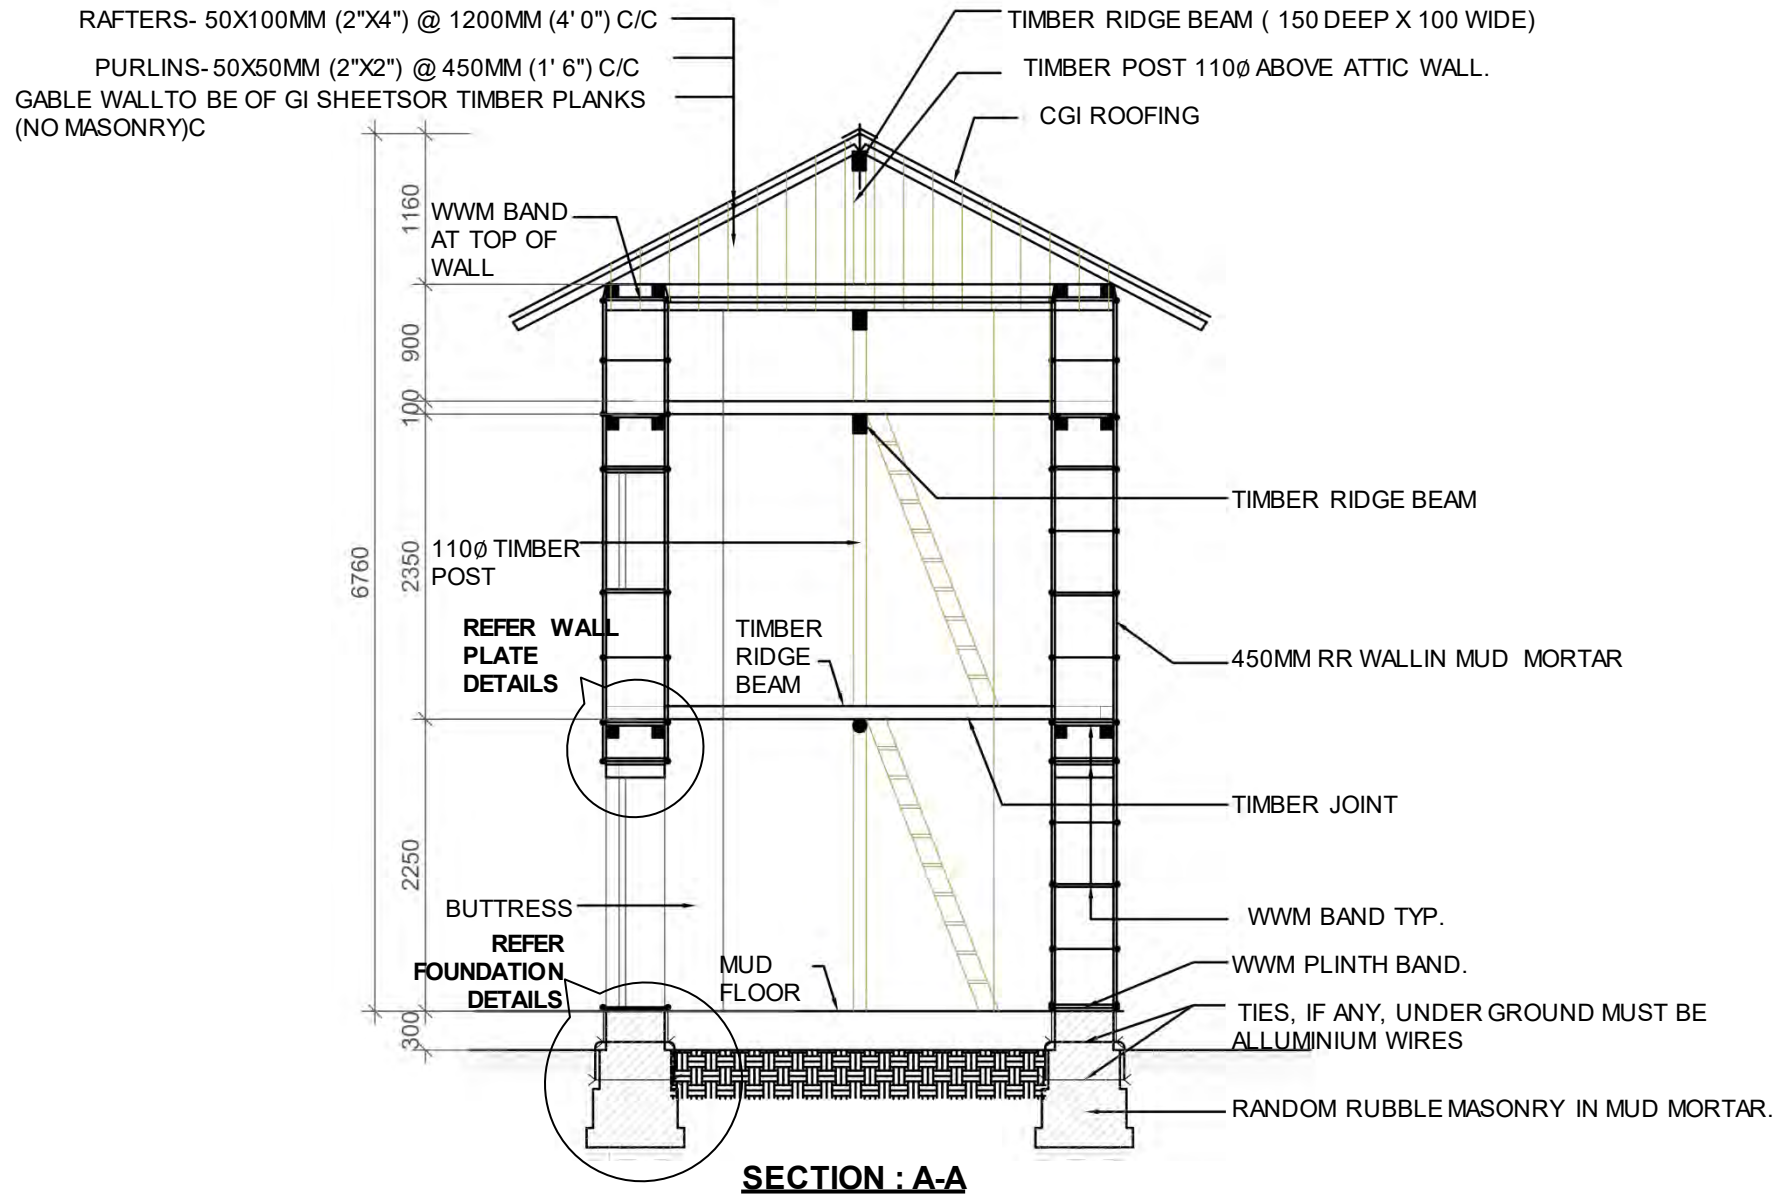 RAFTERS- 50X100MM (2"X4") @ 1200MM (4' 0") C/C
PURLINS- 50X50MM (2"X2") @ 450MM (1' 6") C/C
GABLE WALLTO BE OF GI SHEETSOR TIMBER PLANKS
(NO MASONRY)C
TIMBER RIDGE BEAM ( 150 DEEP X 100 WIDE)
TIMBER POST 110Ø ABOVE ATTIC WALL.
CGI ROOFING
WWM BAND
AT TOP OF
WALL
1160
900
100
2350
6760
2250
300
110Ø TIMBER
POST
REFER WALL
PLATE
DETAILS
TIMBER
RIDGE
BEAM
TIMBER RIDGE BEAM
450MM RR WALLIN MUD MORTAR
TIMBER JOINT
BUTTRESS
REFER
FOUNDATION
DETAILS
MUD
FLOOR
WWM BAND TYP.
WWM PLINTH BAND.
TIES, IF ANY, UNDER GROUND MUST BE
ALLUMINIUM WIRES
RANDOM RUBBLE MASONRY IN MUD MORTAR.
SECTION : A-A